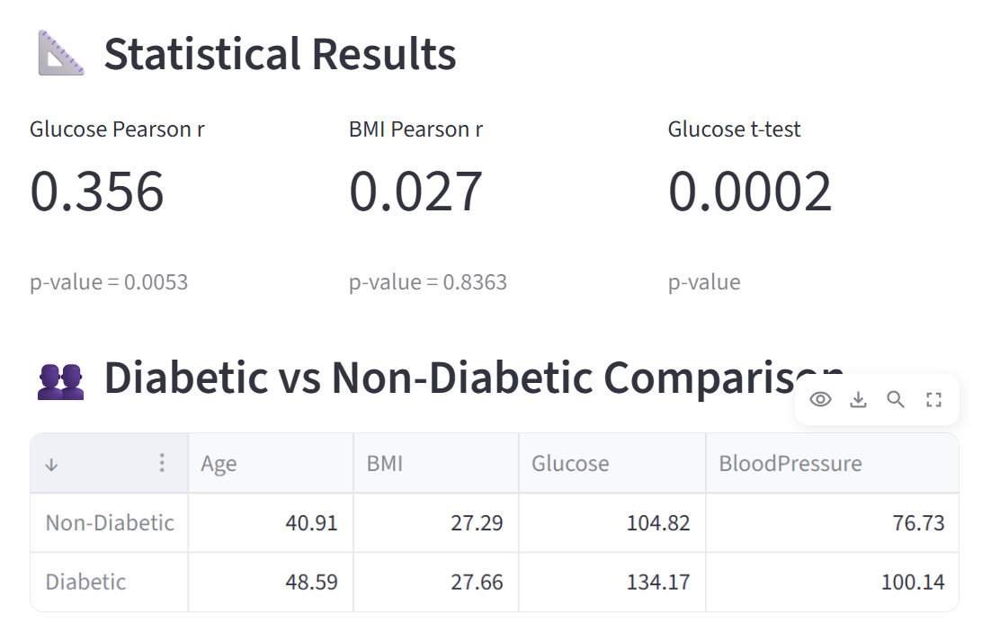 Statistical Results
Glucose Pearson r BMI Pearson r Glucose t-test
0.356 0.027 0.0002
p-value = 0.0053 p-value = 0.8363 p-value
Diabetic vs Non-Diabetic Comparison
Age BMI Glucose BloodPressure
Non-Diabetic 40.91 27.29 104.82 76.73
Diabetic 48.59 27.66 134.17 100.14